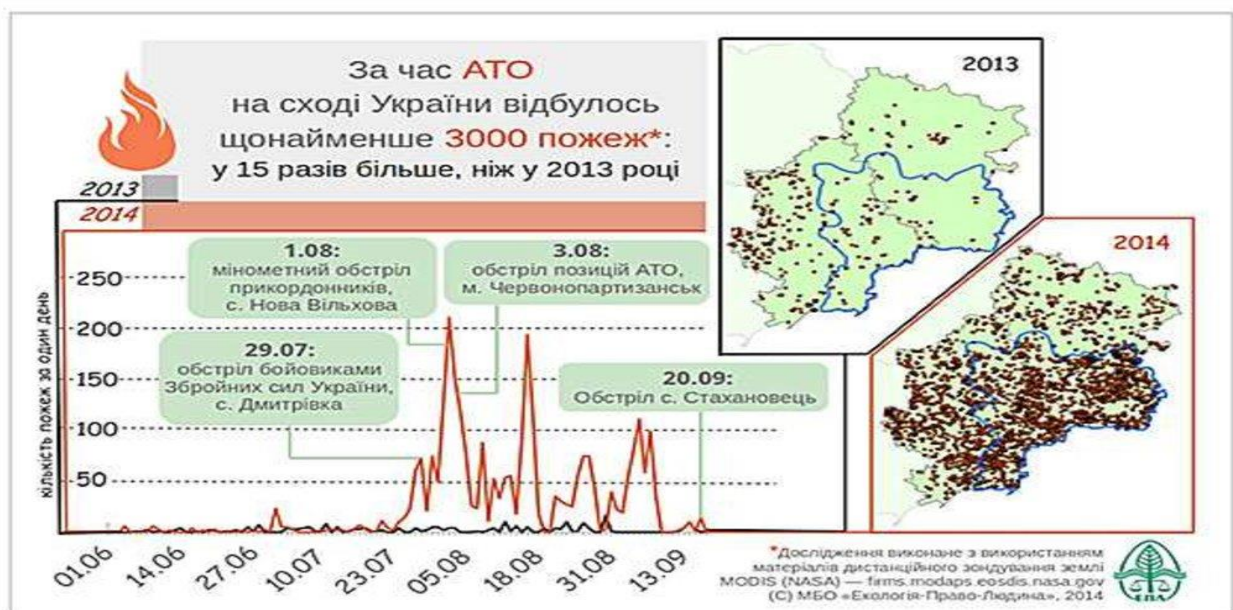 За час АТО
на сході України відбулось
щонайменше 3000 пожеж*:
у 15 разів більше, ніж у 2013 році
2013
2014
2013
2014
кількість пожеж за один день
250
200
150
100
50
1.08:
мінометний обстріл
прикордонників,
с. Нова Вільхова
3.08:
обстріл позицій АТО,
м. Червонопартизанськ
29.07:
обстріл бойовиками
Збройних сил України,
с. Дмитрівка
20.09:
Обстріл с. Стахановець
01.06
14.06
27.06
10.07
23.07
05.08
18.08
31.08
13.09
*Дослідження виконане з використанням
матеріалів дистанційного зондування землі
MODIS (NASA) — firms.modaps.eosdis.nasa.gov
(C) МБО «Екологія-Право-Людина», 2014
ЕПЛ